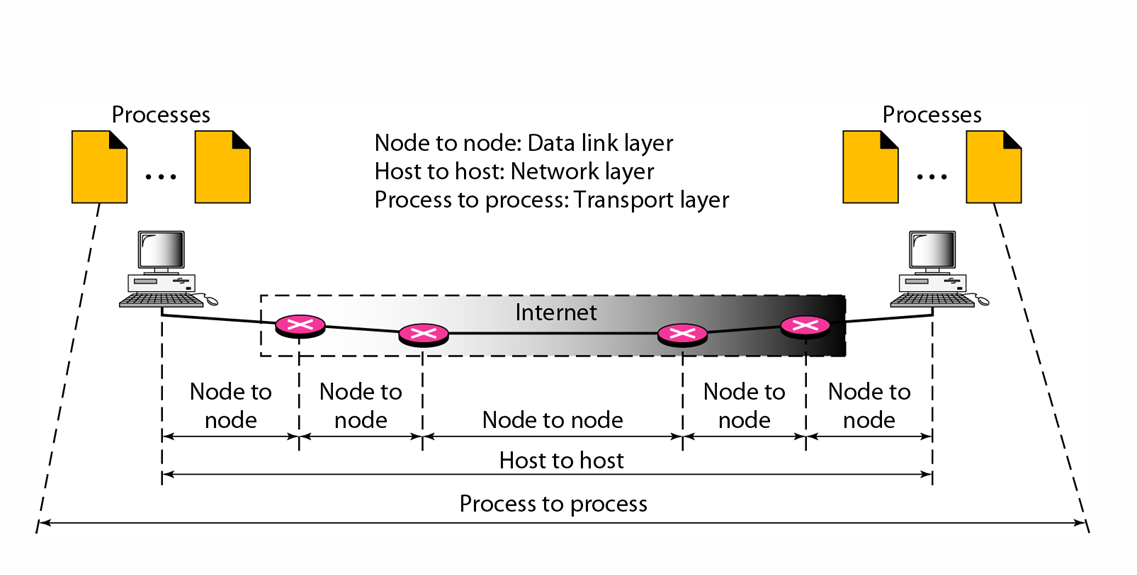 Processes
Processes
Node to node: Data link layer
Host to host: Network layer
Process to process: Transport layer
...
...
Internet
Node to
node
Node to
node
Node to node
Node to
node
Node to
node
Host to host
Process to process